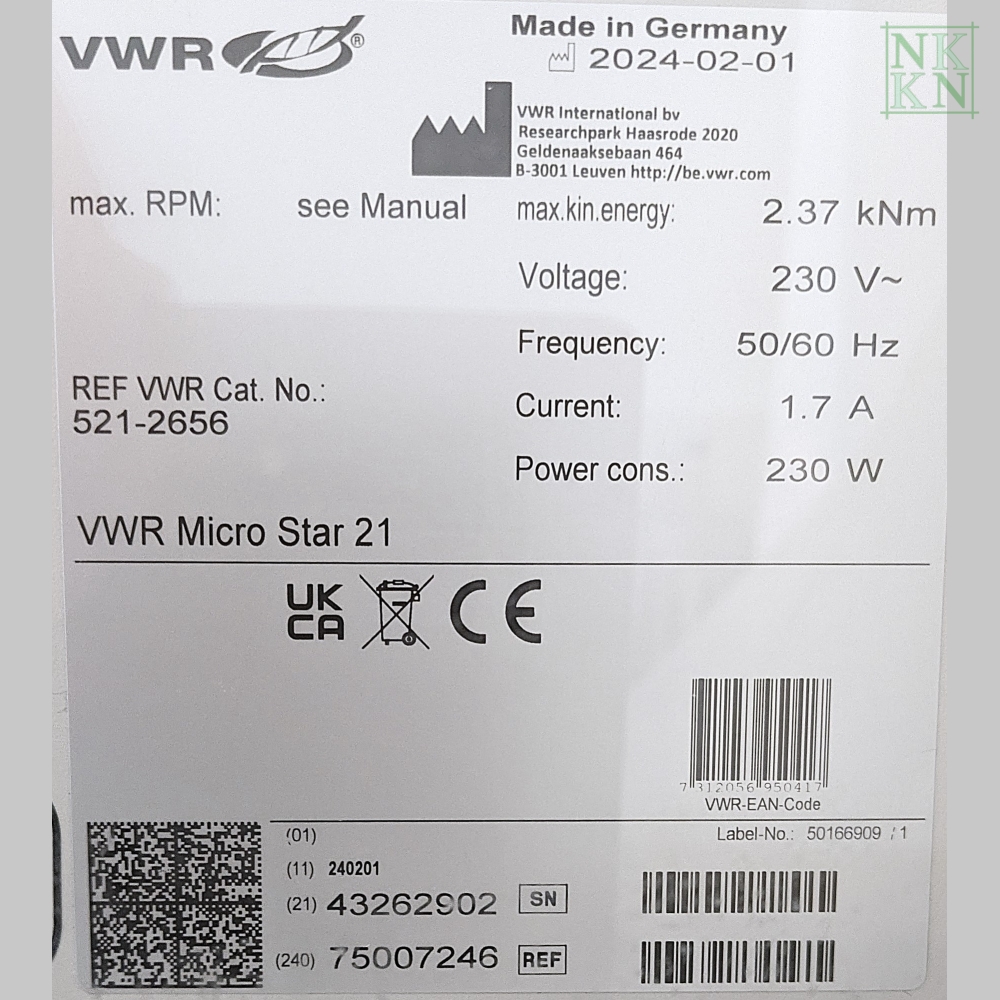 VWR®
Made in Germany
2024-02-01
NK
KN
VWR International bv
Researchpark Haasrode 2020
Geldenaaksebaan 464
B-3001 Leuven http://be.vwr.com
max. RPM: see Manual
max.kin.energy: 2.37 kNm
Voltage: 230 V~
Frequency: 50/60 Hz
REF VWR Cat. No.:
521-2656
Current: 1.7 A
Power cons.: 230 W
VWR Micro Star 21
UK
CA
CE
7 312056 950417
VWR-EAN-Code
Label-No.: 50166909 / 1
(01)
(11) 240201
(21) 43262902 SN
(240) 75007246 REF